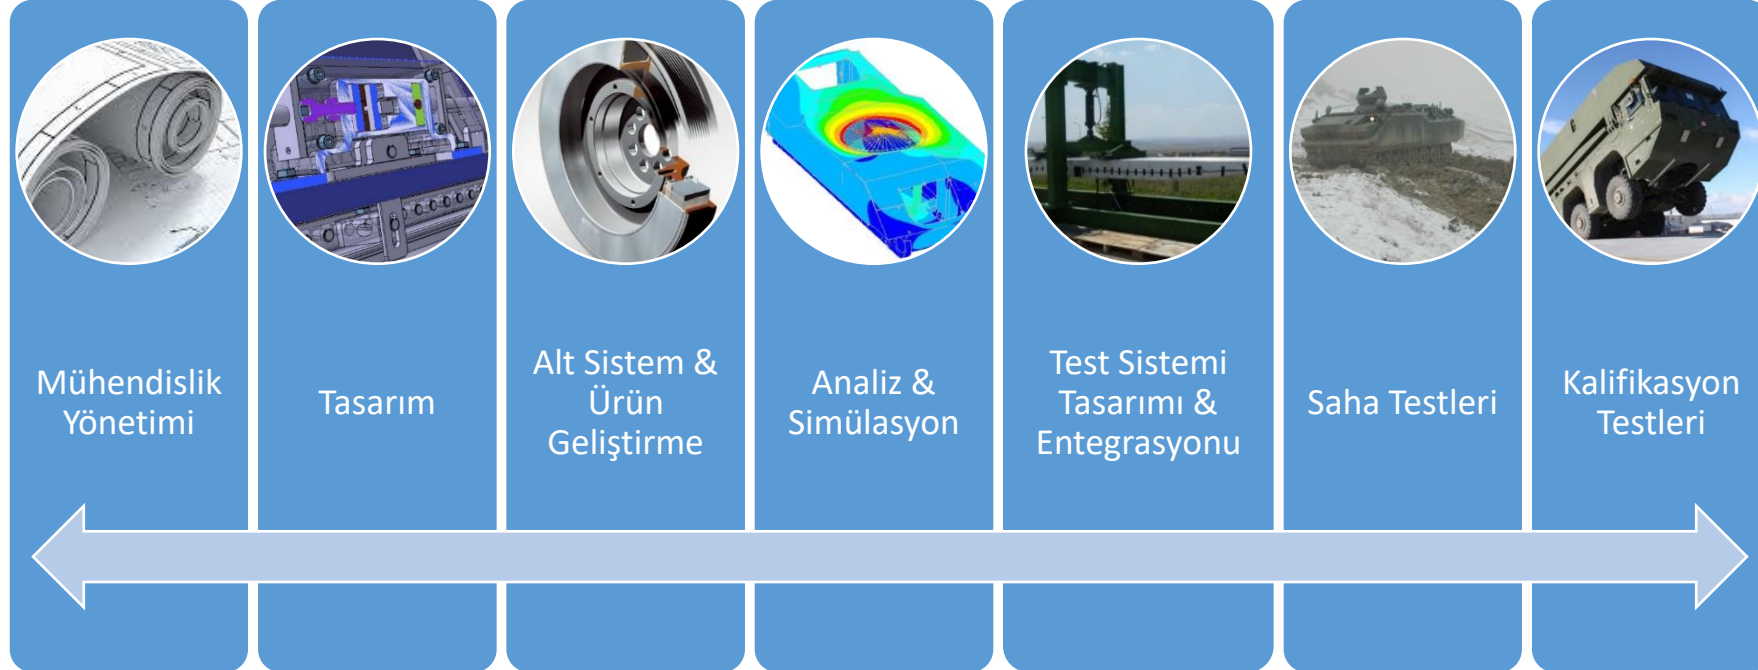 Mühendislik
Yönetimi
Tasarım
Alt Sistem &
Ürün
Geliştirme
Analiz &
Simülasyon
Test Sistemi
Tasarımı &
Entegrasyonu
Saha Testleri
Kalifikasyon
Testleri